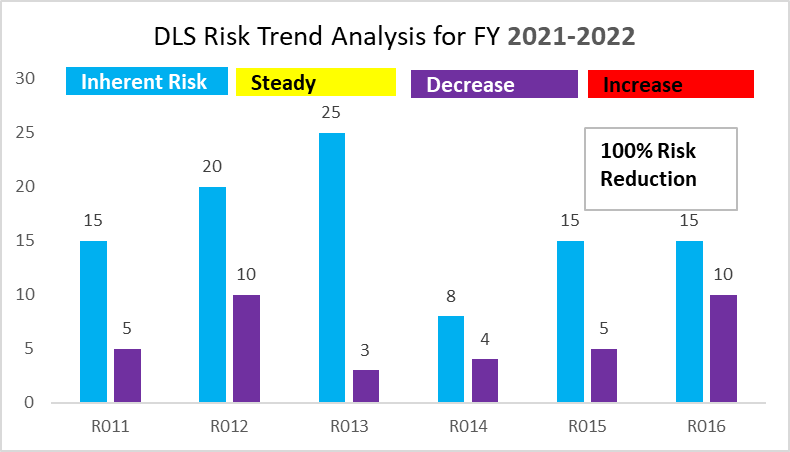 DLS Risk Trend Analysis for FY 2021-2022
Inherent Risk Steady Decrease Increase
100% Risk
Reduction
30
25
20
15
10
5
0
15 5 20 10 25 3 8 4 15 5 15 10
R011 R012 R013 R014 R015 R016